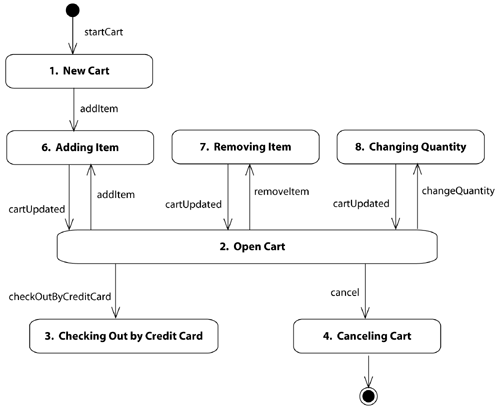 startCart
1. New Cart
addItem
6. Adding Item
7. Removing Item
8. Changing Quantity
cartUpdated
addItem
cartUpdated
removeItem
cartUpdated
changeQuantity
2. Open Cart
checkOutByCreditCard
cancel
3. Checking Out by Credit Card
4. Canceling Cart